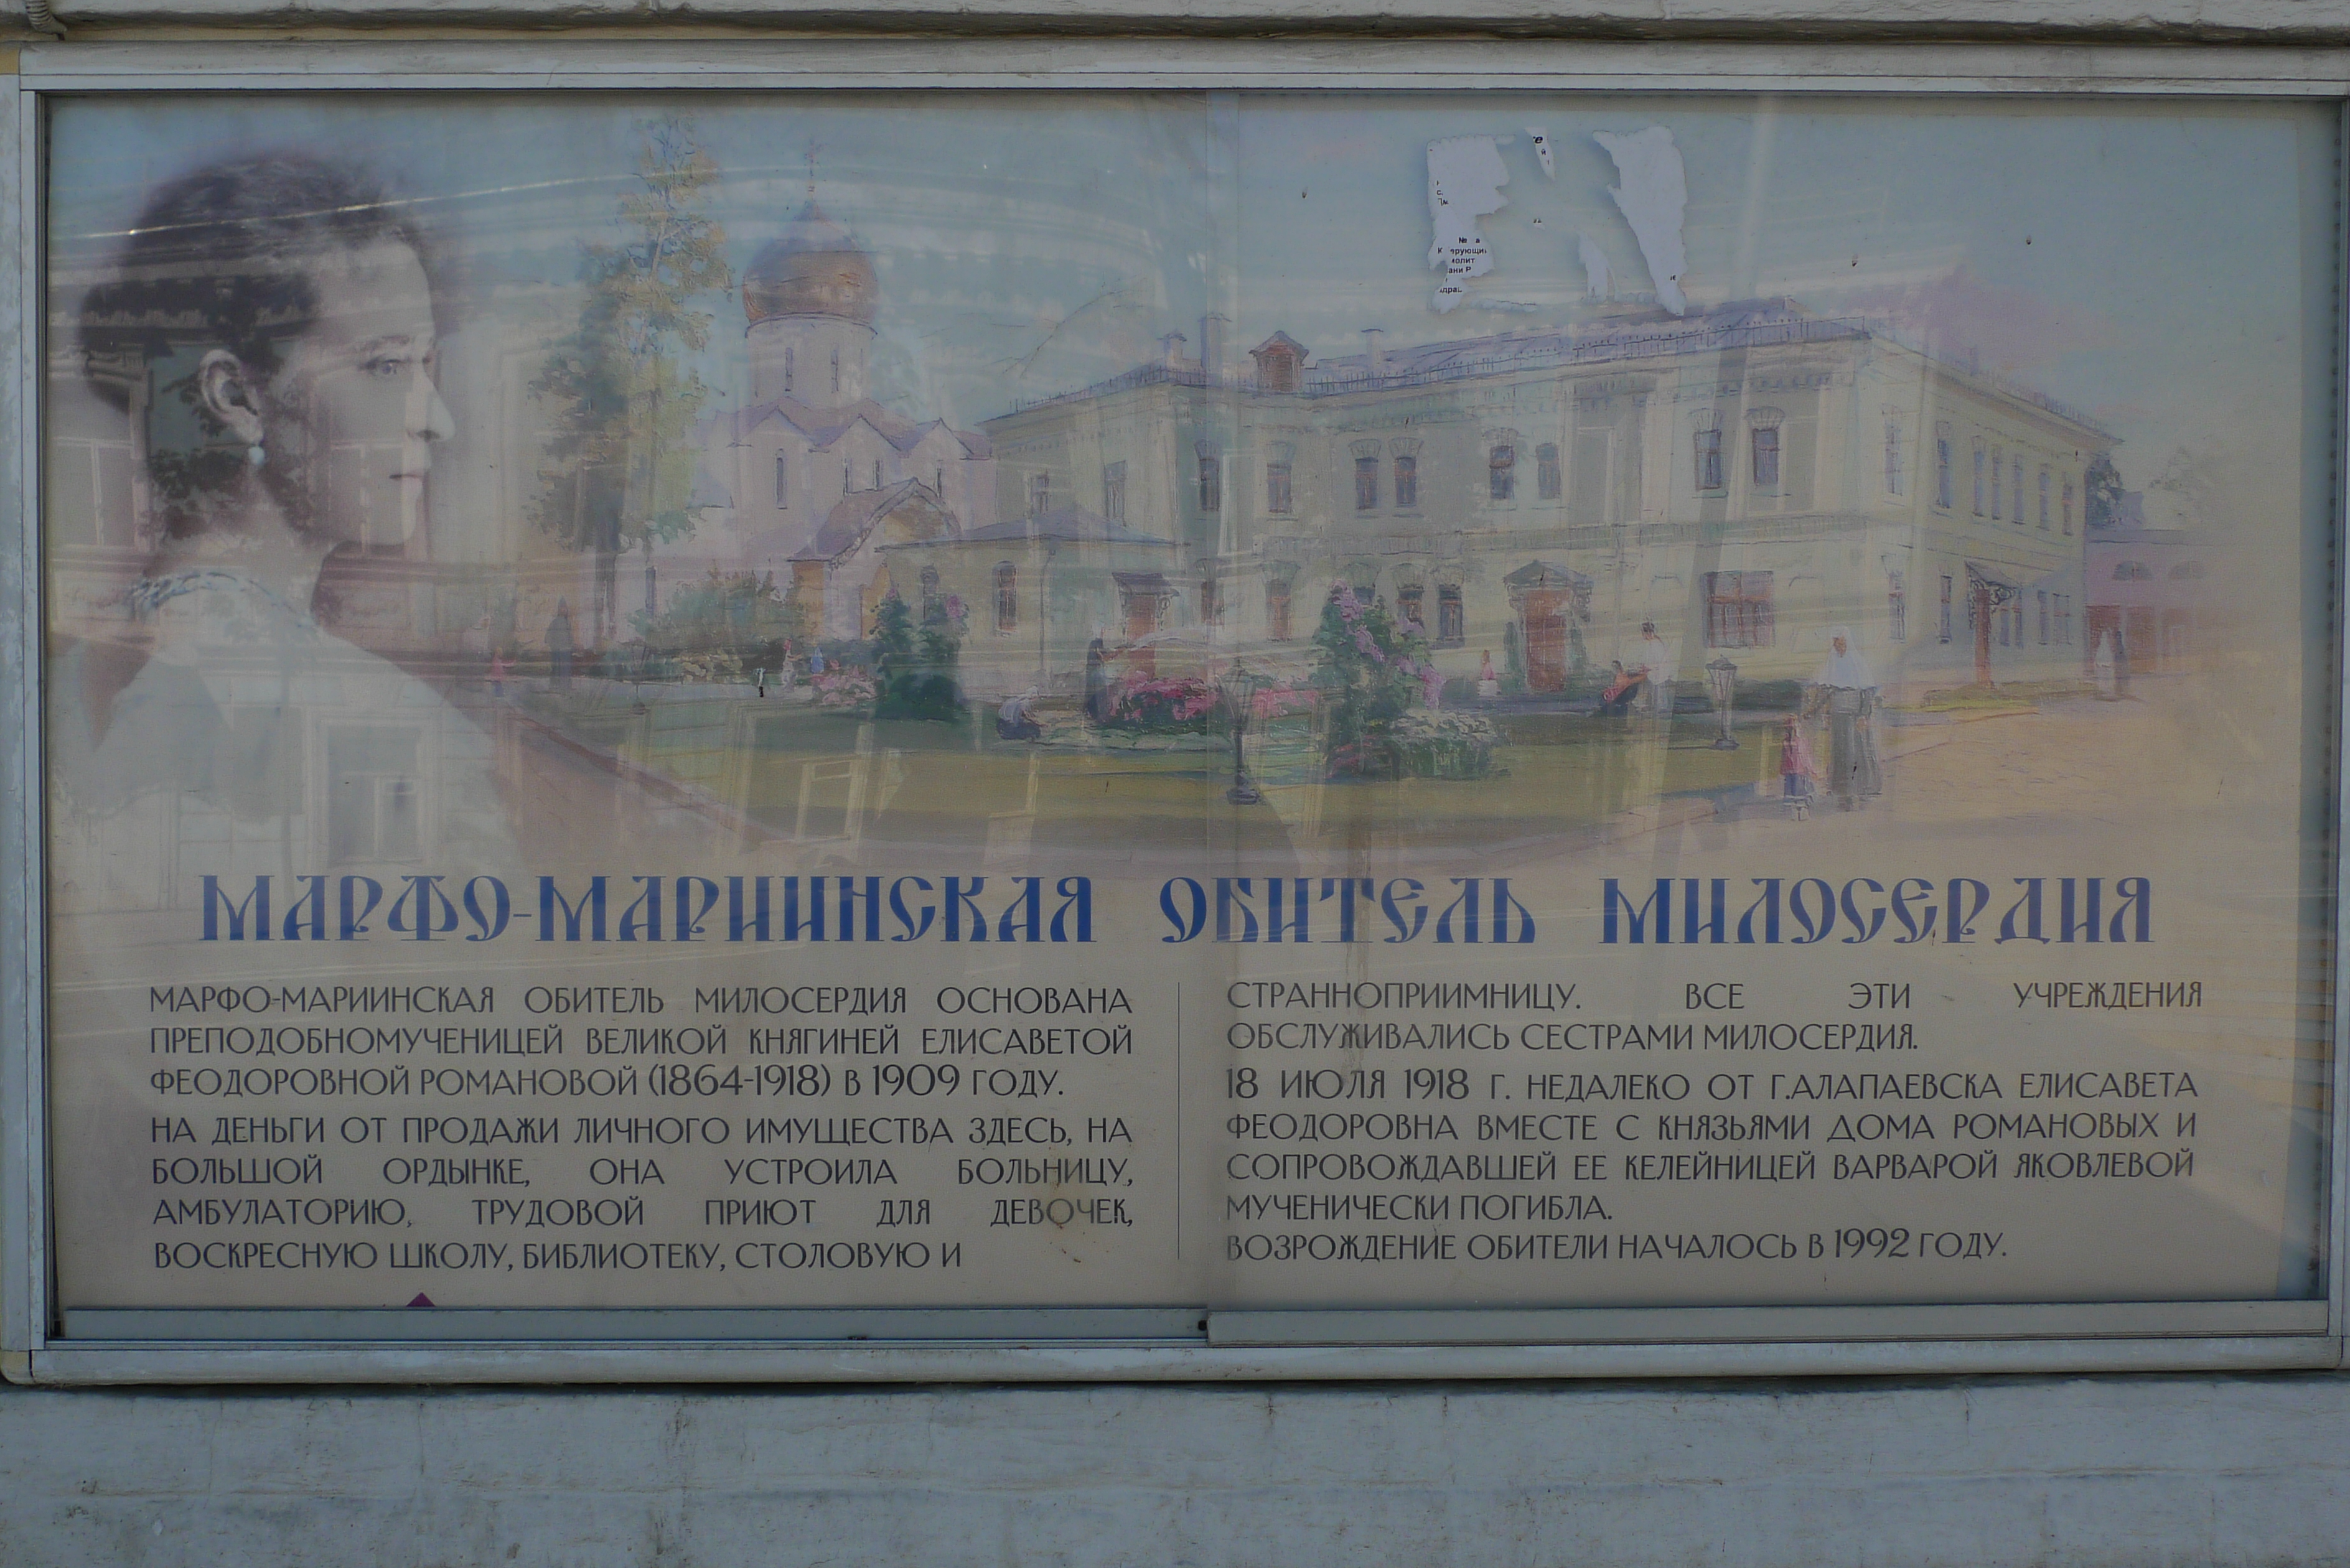 МАРФО-МАРИИНСКАЯ ОБИТЕЛЬ МИЛОСЕРДИЯ
МАРФО-МАРИИНСКАЯ ОБИТЕЛЬ МИЛОСЕРДИЯ ОСНОВАНА
ПРЕПОДОБНОМУЧЕНИЦЕЙ ВЕЛИКОЙ КНЯГИНЕЙ ЕЛИСАВЕТОЙ
ФЕОДОРОВНОЙ РОМАНОВОЙ (1864-1918) В 1909 ГОДУ.
НА ДЕНЬГИ ОТ ПРОДАЖИ ЛИЧНОГО ИМУЩЕСТВА ЗДЕСЬ, НА
БОЛЬШОЙ ОРДЫНКЕ, ОНА УСТРОИЛА БОЛЬНИЦУ,
АМБУЛАТОРИЮ, ТРУДОВОЙ ПРИЮТ ДЛЯ ДЕВОЧЕК,
ВОСКРЕСНУЮ ШКОЛУ, БИБЛИОТЕКУ, СТОЛОВУЮ И
СТРАННОПРИИМНИЦУ. ВСЕ ЭТИ УЧРЕЖДЕНИЯ
ОБСЛУЖИВАЛИСЬ СЕСТРАМИ МИЛОСЕРДИЯ.
18 ИЮЛЯ 1918 Г. НЕДАЛЕКО ОТ Г.АЛАПАЕВСКА ЕЛИСАВЕТА
ФЕОДОРОВНА ВМЕСТЕ С КНЯЗЬЯМИ ДОМА РОМАНОВЫХ И
СОПРОВОЖДАВШЕЙ ЕЕ КЕЛЕЙНИЦЕЙ ВАРВАРОЙ ЯКОВЛЕВОЙ
МУЧЕНИЧЕСКИ ПОГИБЛА.
ВОЗРОЖДЕНИЕ ОБИТЕЛИ НАЧАЛОСЬ В 1992 ГОДУ.